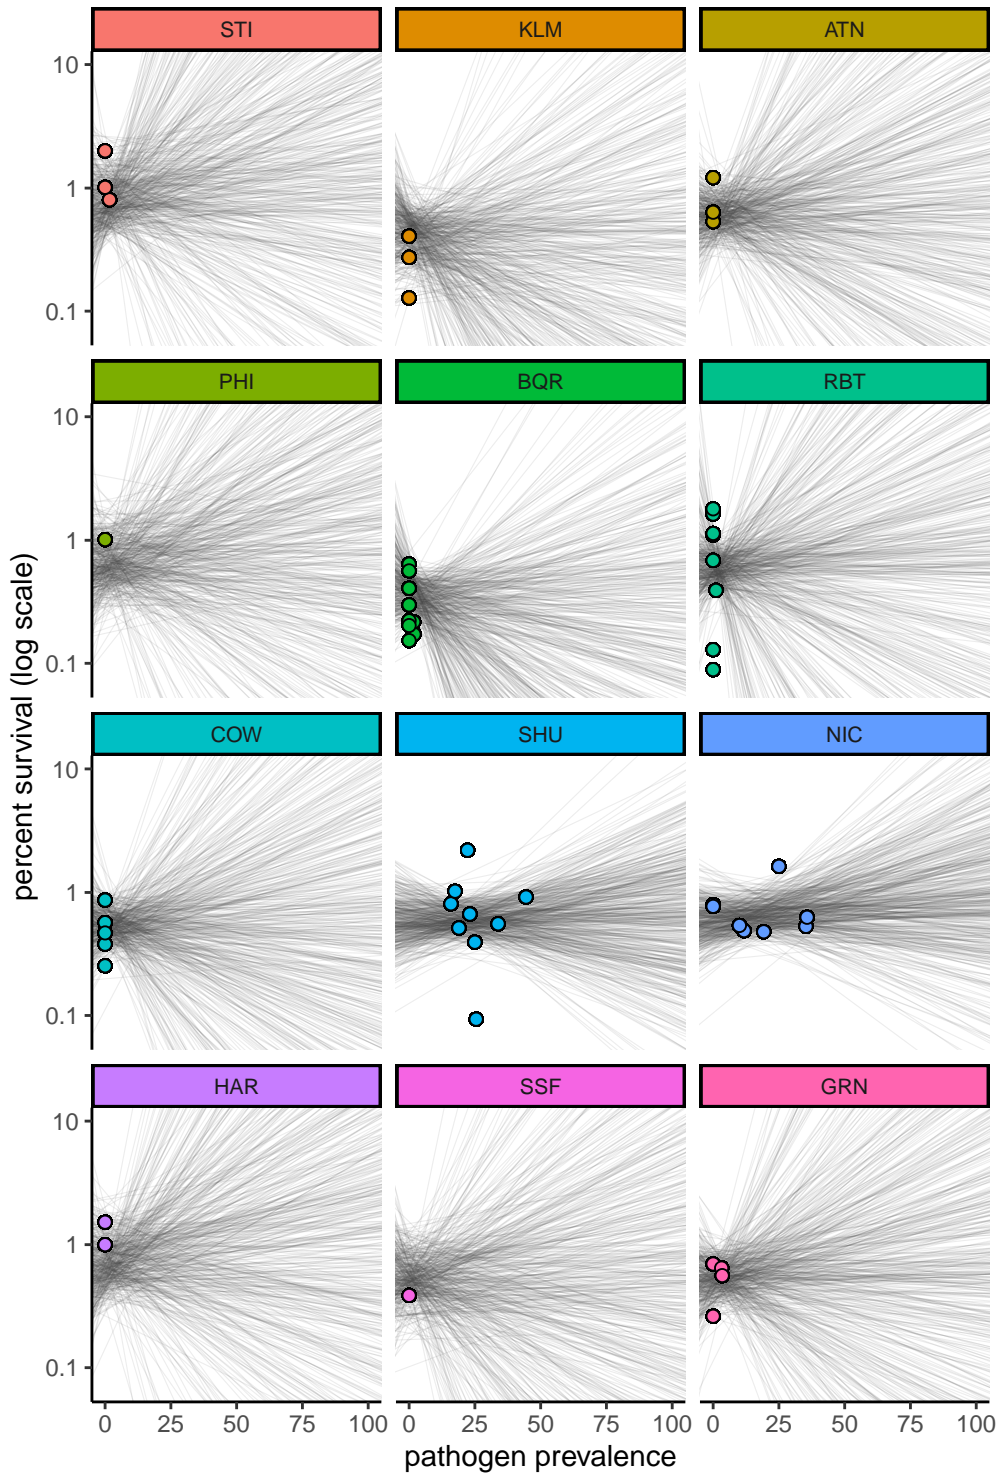 STI KLM ATN
10
1
0.1
PHI BQR RBT
10
1
0.1
COW SHU NIC
10
1
0.1
HAR SSF GRN
10
1
0.1
0 25 50 75 100 0 25 50 75 100 0 25 50 75 100
pathogen prevalence
percent survival (log scale)